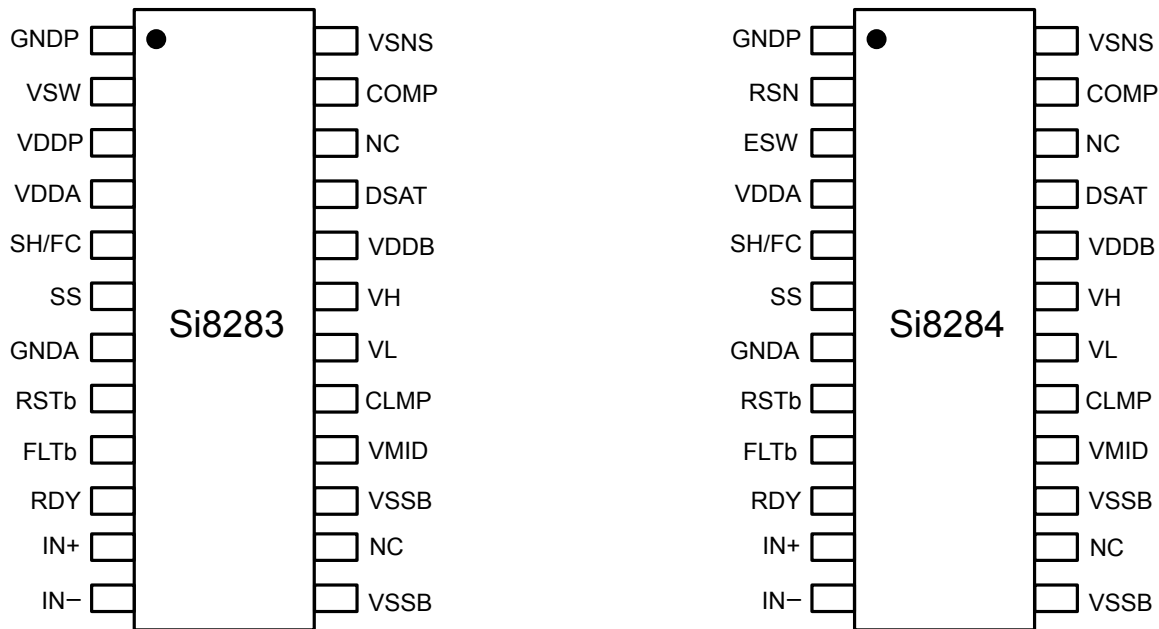 GNDP
VSW
VDDP
VDDA
SH/FC
SS
GNDA
RSTb
FLTb
RDY
IN+
IN−
Si8283
VSNS
COMP
NC
DSAT
VDDB
VH
VL
CLMP
VMID
VSSB
NC
VSSB
GNDP
RSN
ESW
VDDA
SH/FC
SS
GNDA
RSTb
FLTb
RDY
IN+
IN−
Si8284
VSNS
COMP
NC
DSAT
VDDB
VH
VL
CLMP
VMID
VSSB
NC
VSSB